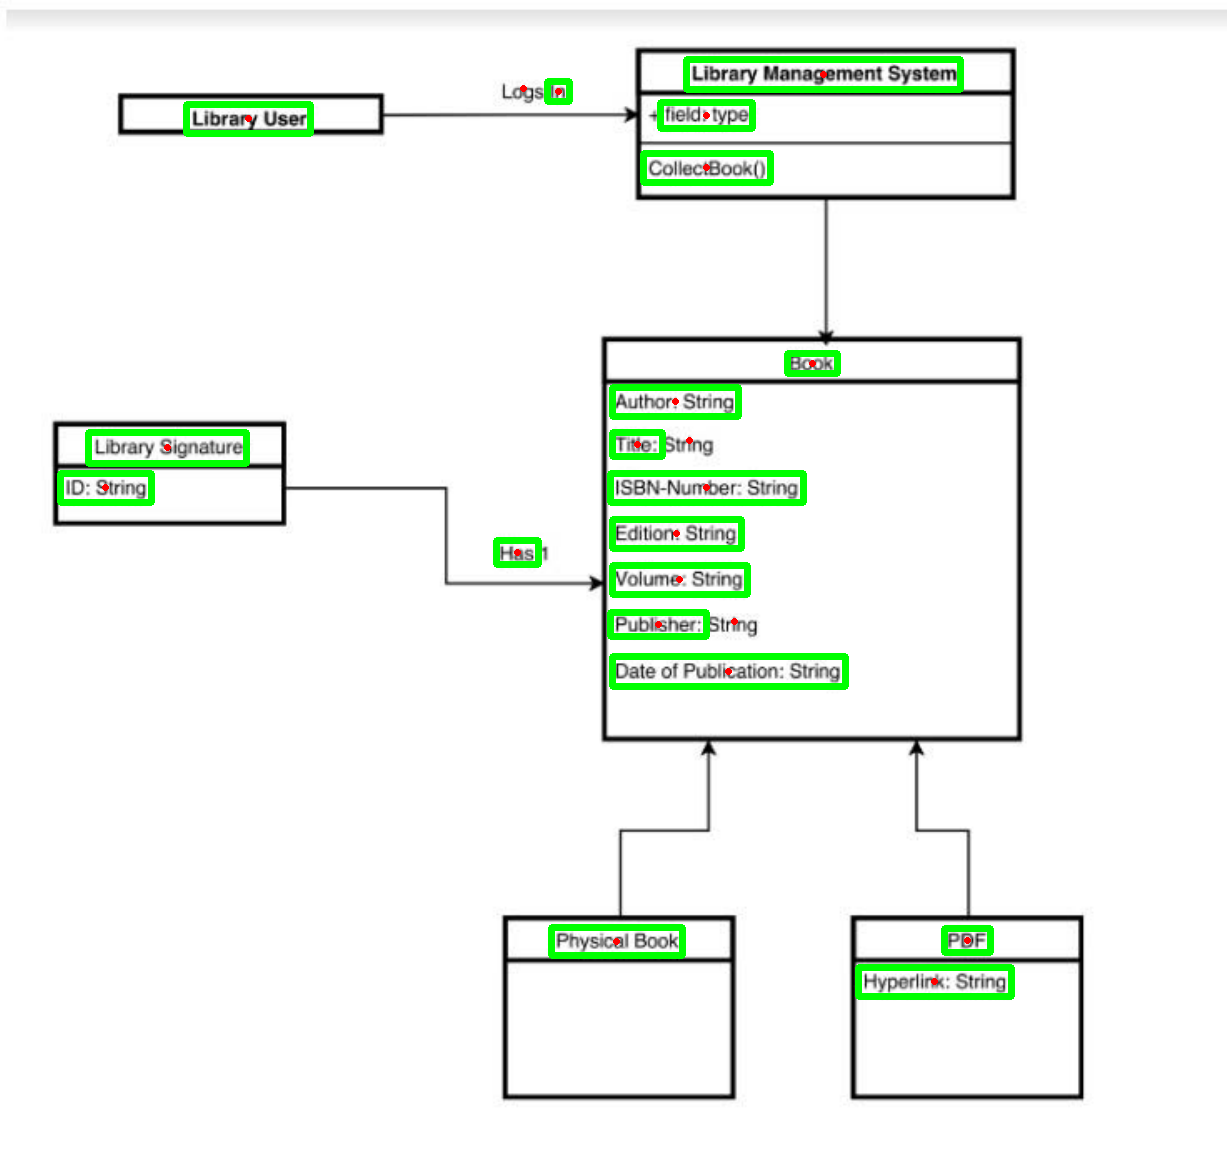 Library Management System
Logs In
Library User
+ field: type
CollectBook()
Book
Author: String
Title: String
Library Signature
ID: String
ISBN-Number: String
Edition: String
Has 1
Volume: String
Publisher: String
Date of Publication: String
Physical Book
PDF
Hyperlink: String